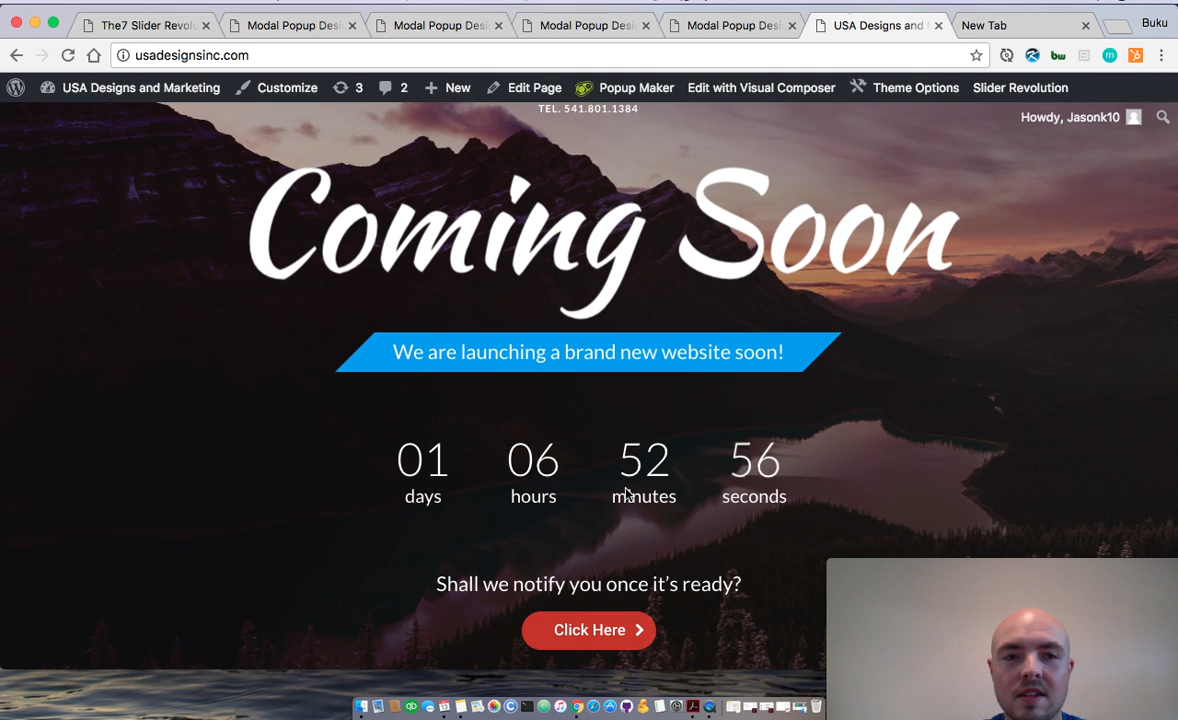 The7 Slider Revolu
Modal Popup Desi
Modal Popup Desi
Modal Popup Desi
Modal Popup Desi
USA Designs and
New Tab
Buku
usadesignsinc.com
USA Designs and Marketing
Customize
3
2
New
Edit Page
Popup Maker
Edit with Visual Composer
Theme Options
Slider Revolution
TEL. 541.801.1384
Howdy, Jasonk10
Coming Soon
We are launching a brand new website soon!
01 06 52 56
days hours minutes seconds
Shall we notify you once it's ready?
Click Here